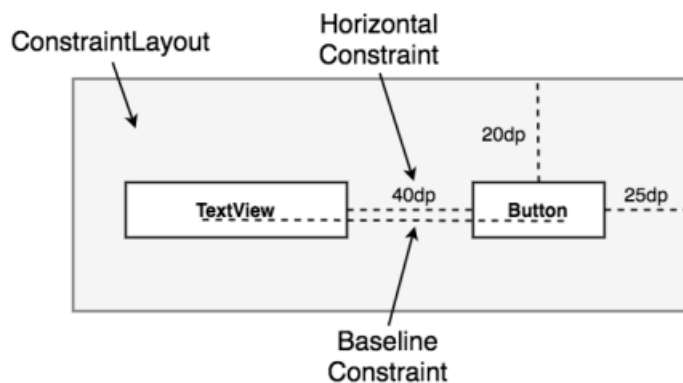 ConstraintLayout
Horizontal
Constraint
20dp
TextView
40dp
Button
25dp
Baseline
Constraint